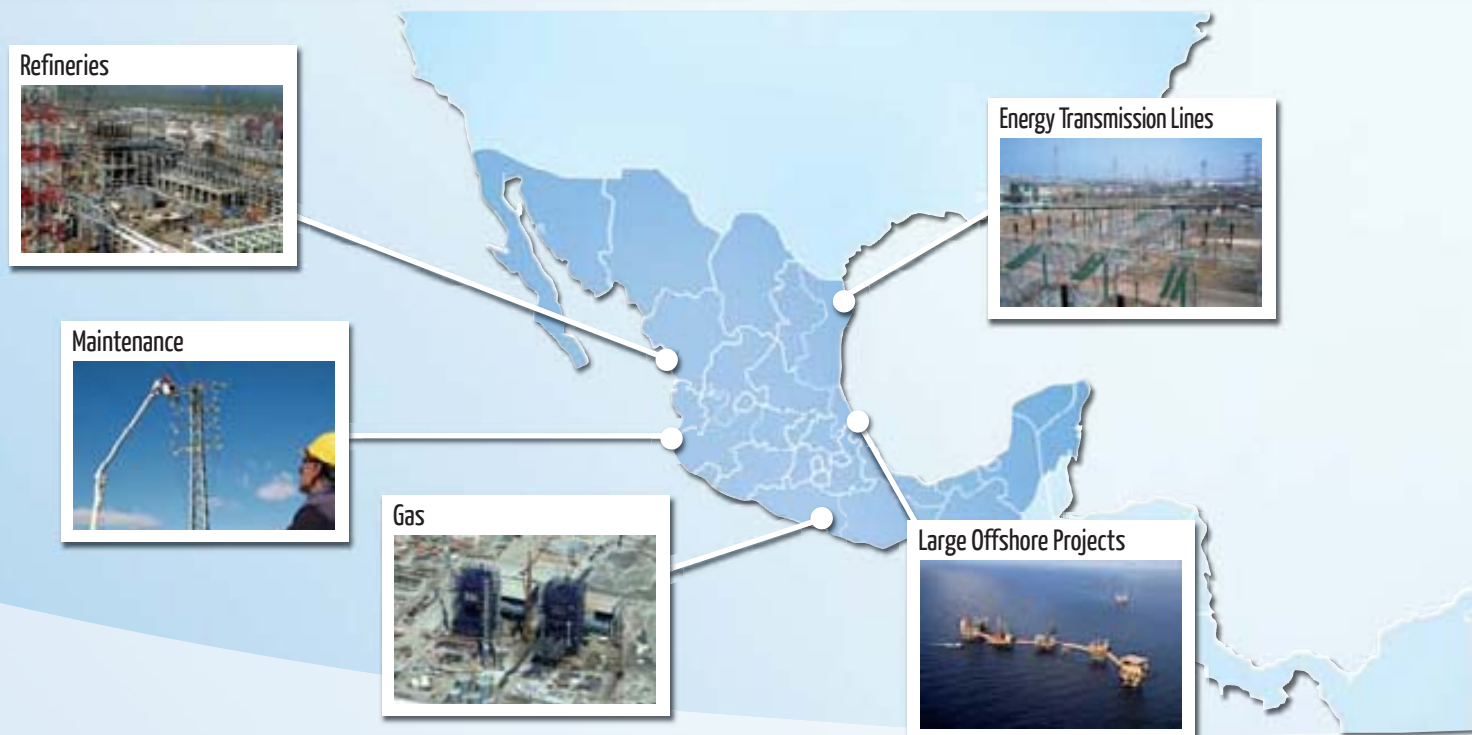 Refineries
Energy Transmission Lines
Maintenance
Gas
Large Offshore Projects